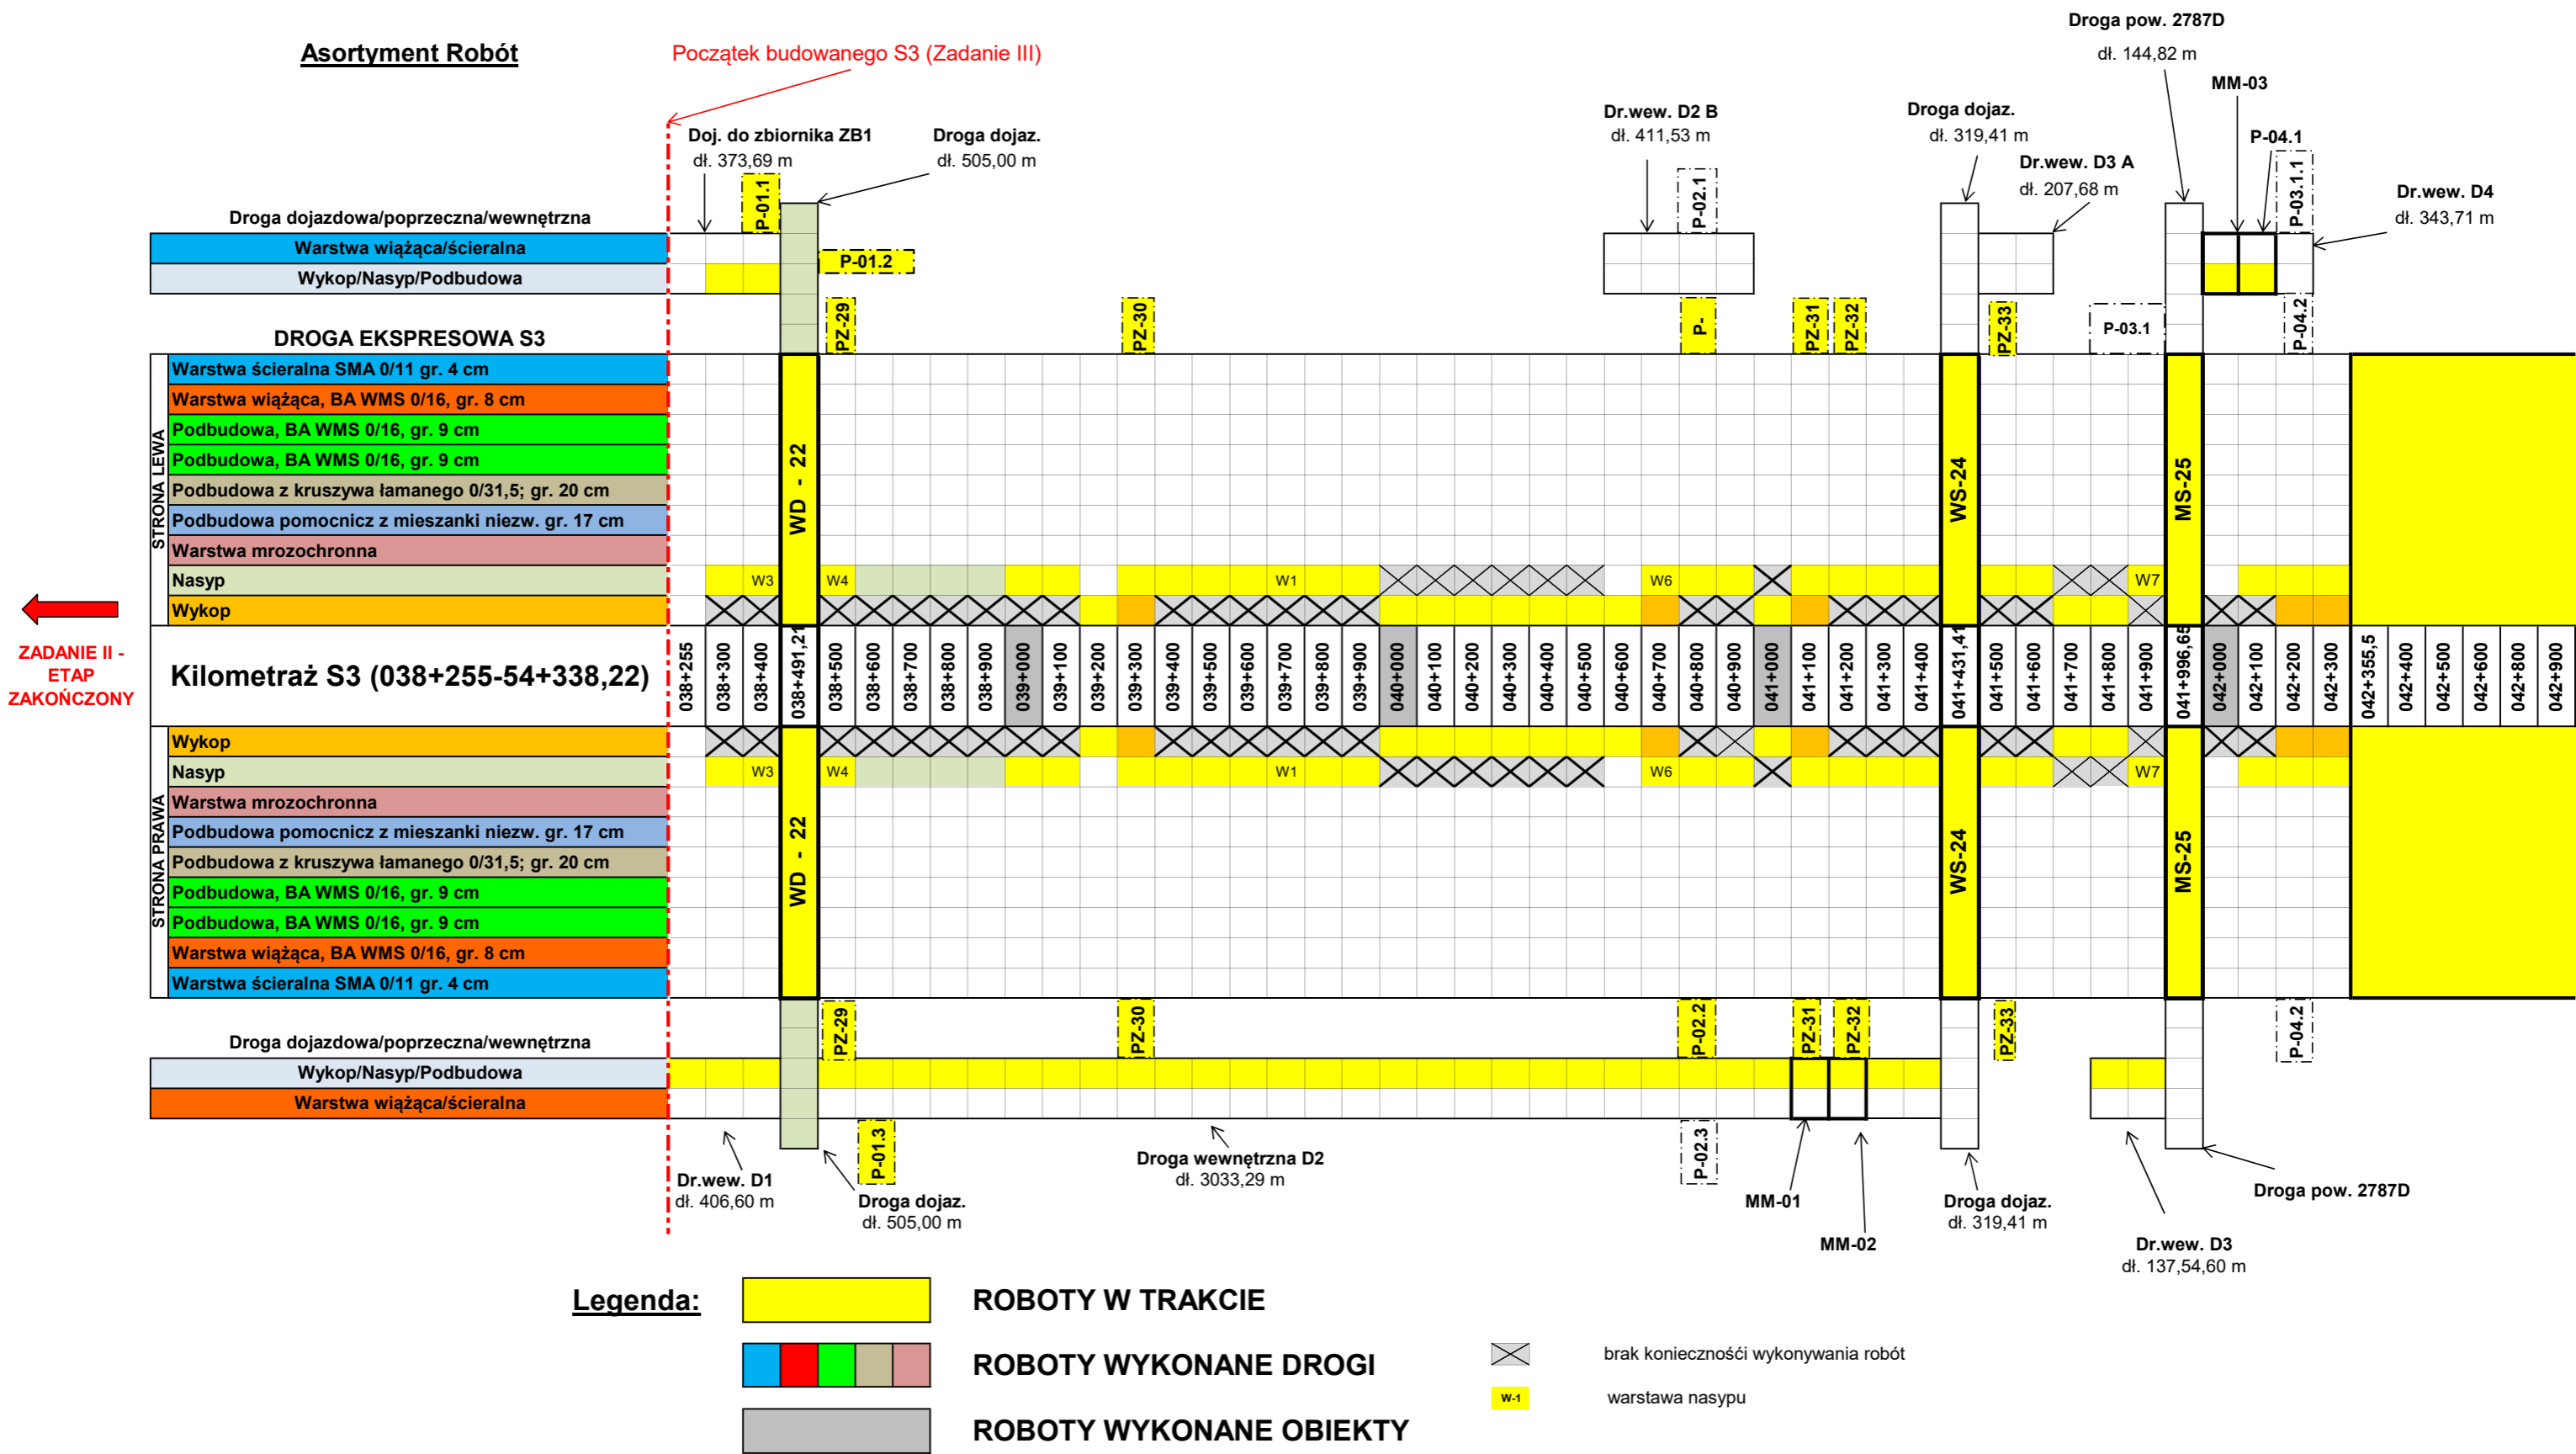 Asortyment Robót
Początek budowanego S3 (Zadanie III)
Droga pow. 2787D
dł. 144,82 m
MM-03
Dr.wew. D2 B
dł. 411,53 m
Droga dojaz.
dł. 319,41 m
P-04.1
Doj. do zbiornika ZB1
dł. 373,69 m
Droga dojaz.
dł. 505,00 m
Dr.wew. D3 A
dł. 207,68 m
Dr.wew. D4
dł. 343,71 m
P-01.1
P-02.1
P-03.1.1
Droga dojazdowa/poprzeczna/wewnętrzna
Warstwa wiążąca/ścieralna
P-01.2
Wykop/Nasyp/Podbudowa
PZ-29
PZ-30
P-
PZ-31
PZ-32
PZ-33
P-03.1
P-04.2
DROGA EKSPRESOWA S3
STRONA LEWA
Warstwa ścieralna SMA 0/11 gr. 4 cm
Warstwa wiążąca, BA WMS 0/16, gr. 8 cm
Podbudowa, BA WMS 0/16, gr. 9 cm
Podbudowa, BA WMS 0/16, gr. 9 cm
Podbudowa z kruszywa łamanego 0/31,5; gr. 20 cm
Podbudowa pomocnicz z mieszanki niezw. gr. 17 cm
Warstwa mrozochronna
Nasyp
Wykop
WD - 22
WS-24
MS-25
W3
W4
W1
W6
W7
ZADANIE II -
ETAP
ZAKOŃCZONY
Kilometraż S3 (038+255-54+338,22)
038+255
038+300
038+400
038+491,21
038+500
038+600
038+700
038+800
038+900
039+000
039+100
039+200
039+300
039+400
039+500
039+600
039+700
039+800
039+900
040+000
040+100
040+200
040+300
040+400
040+500
040+600
040+700
040+800
040+900
041+000
041+100
041+200
041+300
041+400
041+431,41
041+500
041+600
041+700
041+800
041+900
041+996,65
042+000
042+100
042+200
042+300
042+355,5
042+400
042+500
042+600
042+800
042+900
STRONA PRAWA
Wykop
Nasyp
Warstwa mrozochronna
Podbudowa pomocnicz z mieszanki niezw. gr. 17 cm
Podbudowa z kruszywa łamanego 0/31,5; gr. 20 cm
Podbudowa, BA WMS 0/16, gr. 9 cm
Podbudowa, BA WMS 0/16, gr. 9 cm
Warstwa wiążąca, BA WMS 0/16, gr. 8 cm
Warstwa ścieralna SMA 0/11 gr. 4 cm
W3
W4
W1
W6
W7
WD - 22
WS-24
MS-25
PZ-29
PZ-30
P-02.2
PZ-31
PZ-32
PZ-33
P-04.2
Droga dojazdowa/poprzeczna/wewnętrzna
Wykop/Nasyp/Podbudowa
Warstwa wiążąca/ścieralna
P-01.3
P-02.3
Dr.wew. D1
dł. 406,60 m
Droga dojaz.
dł. 505,00 m
Droga wewnętrzna D2
dł. 3033,29 m
MM-01
MM-02
Droga dojaz.
dł. 319,41 m
Droga pow. 2787D
Dr.wew. D3
dł. 137,54,60 m
Legenda:
ROBOTY W TRAKCIE
ROBOTY WYKONANE DROGI
brak koniecznośći wykonywania robót
W-1
warstawa nasypu
ROBOTY WYKONANE OBIEKTY